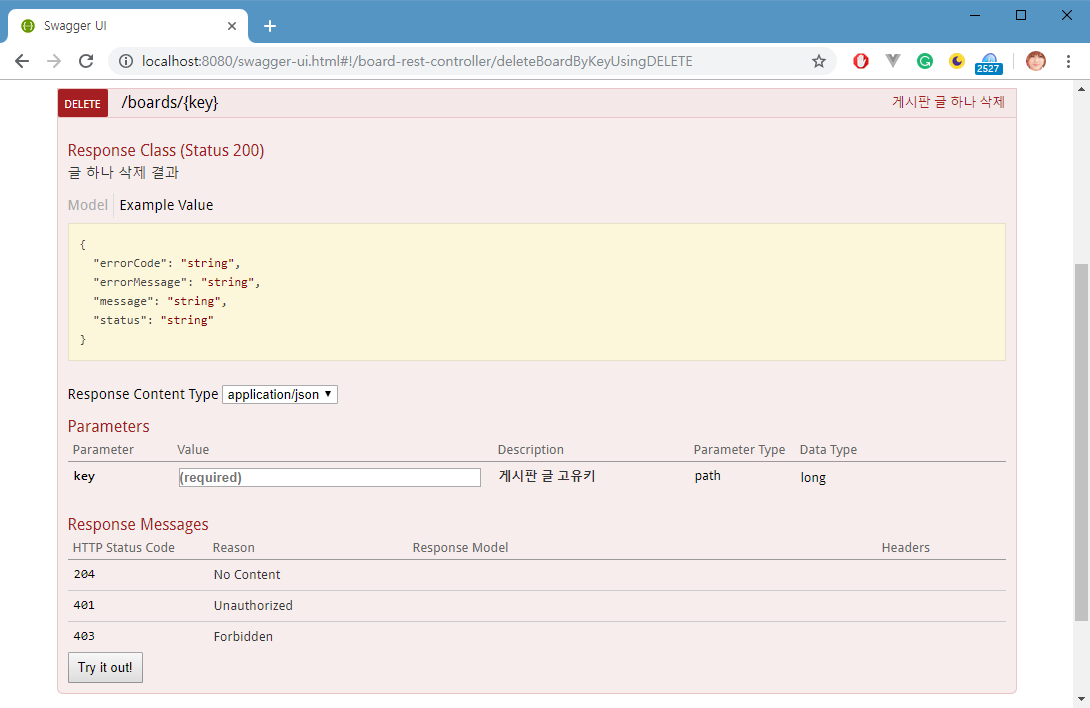 Swagger UI
localhost:8080/swagger-ui.html#!/board-rest-controller/deleteBoardByKeyUsingDELETE
2527
DELETE /boards/{key} 게시판 글 하나 삭제
Response Class (Status 200)
글 하나 삭제 결과
Model Example Value
{
"errorCode": "string",
"errorMessage": "string",
"message": "string",
"status": "string"
}
Response Content Type application/json
Parameters
Parameter Value Description Parameter Type Data Type
key (required) 게시판 글 고유키 path long
Response Messages
HTTP Status Code Reason Response Model Headers
204 No Content
401 Unauthorized
403 Forbidden
Try it out!